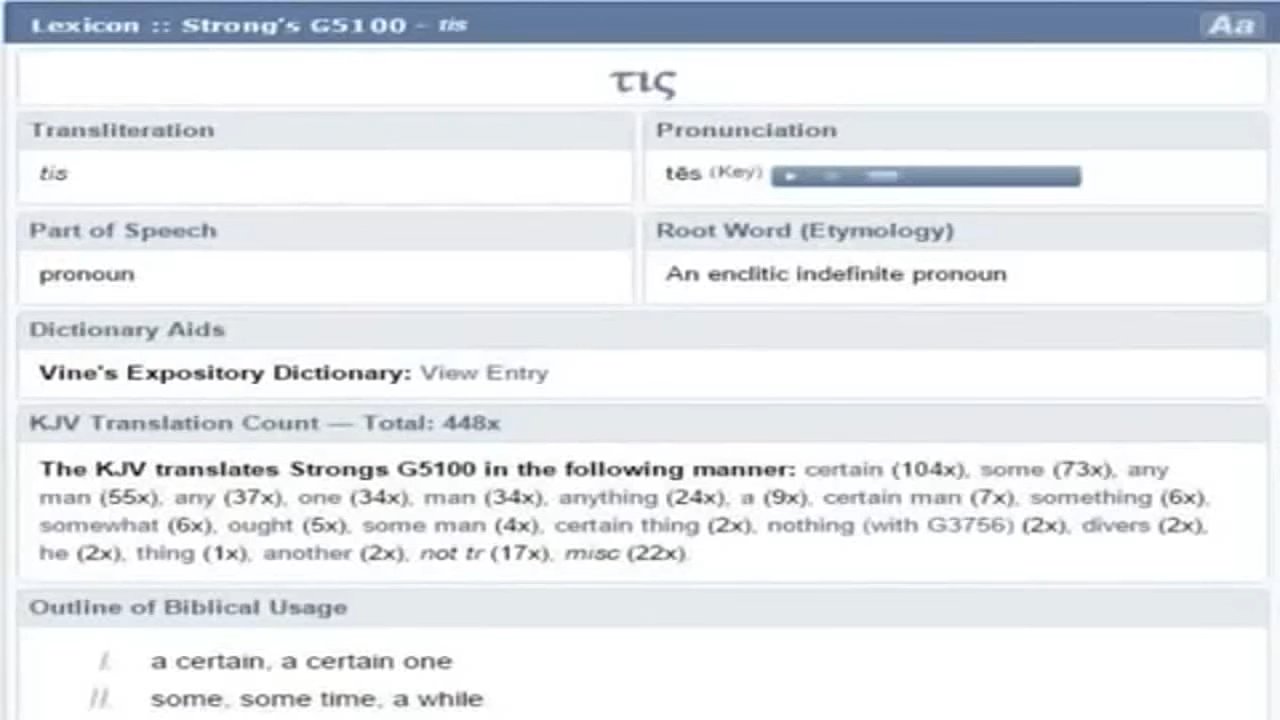 Lexicon :: Strong's G5100 - tis
Aa
τις
Transliteration
Pronunciation
tis
tēs (Key)
Part of Speech
Root Word (Etymology)
pronoun
An enclitic indefinite pronoun
Dictionary Aids
Vine's Expository Dictionary: View Entry
KJV Translation Count — Total: 448x
The KJV translates Strongs G5100 in the following manner: certain (104x), some (73x), any
man (55x), any (37x), one (34x), man (34x), anything (24x), a (9x), certain man (7x), something (6x),
somewhat (6x), ought (5x), some man (4x), certain thing (2x), nothing (with G3756) (2x), divers (2x),
he (2x), thing (1x), another (2x), not tr (17x), misc (22x).
Outline of Biblical Usage
I. a certain, a certain one
II. some, some time, a while